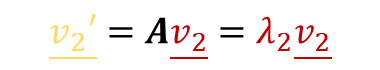 v₂′ = Av₂ = λ₂v₂